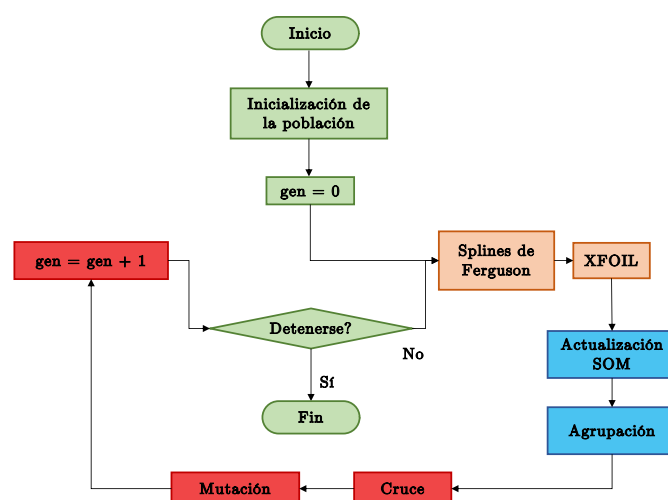 Inicio
Inicialización de
la población
gen = 0
gen = gen + 1
Splines de
Ferguson
XFOIL
Detenerse?
No
Sí
Actualización
SOM
Fin
Agrupación
Mutación
Cruce